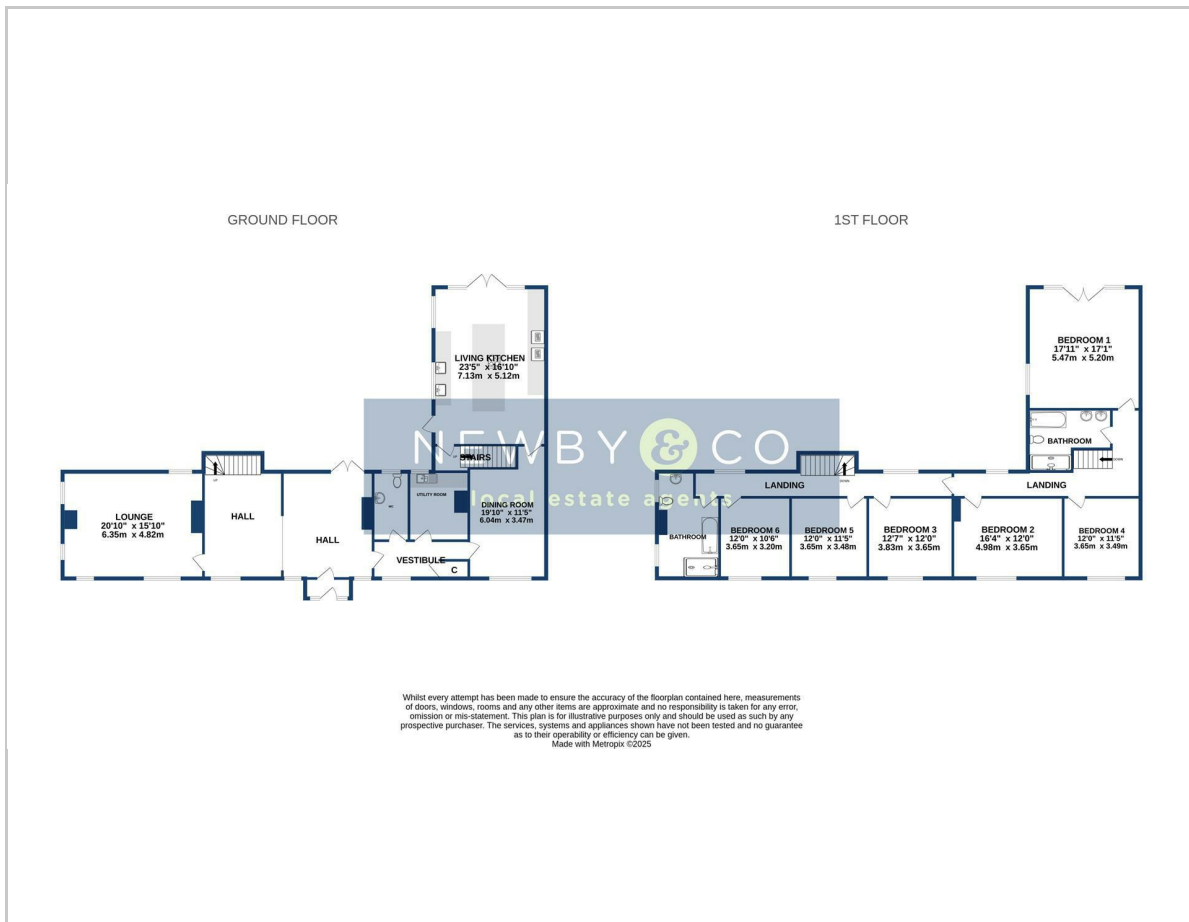 GROUND FLOOR
1ST FLOOR
LIVING KITCHEN
23'5" x 16'10"
7.13m x 5.12m
BEDROOM 1
17'11" x 17'1"
5.47m x 5.20m
NEWBY & CO
local estate agents
UP
STAIRS
LOUNGE
20'10" x 15'10"
6.35m x 4.82m
UP
HALL
HALL
WC
UTILITY ROOM
DINING ROOM
19'10" x 11'5"
6.04m x 3.47m
VESTIBULE
C
BATHROOM
DOWN
LANDING
DOWN
LANDING
BATHROOM
BEDROOM 6
12'0" x 10'6"
3.65m x 3.20m
BEDROOM 5
12'0" x 11'5"
3.65m x 3.48m
BEDROOM 3
12'7" x 12'0"
3.83m x 3.65m
BEDROOM 2
16'4" x 12'0"
4.98m x 3.65m
BEDROOM 4
12'0" x 11'5"
3.65m x 3.49m
Whilst every attempt has been made to ensure the accuracy of the floorplan contained here, measurements
of doors, windows, rooms and any other items are approximate and no responsibility is taken for any error,
omission or mis-statement. This plan is for illustrative purposes only and should be used as such by any
prospective purchaser. The services, systems and appliances shown have not been tested and no guarantee
as to their operability or efficiency can be given.
Made with Metropix ©2025